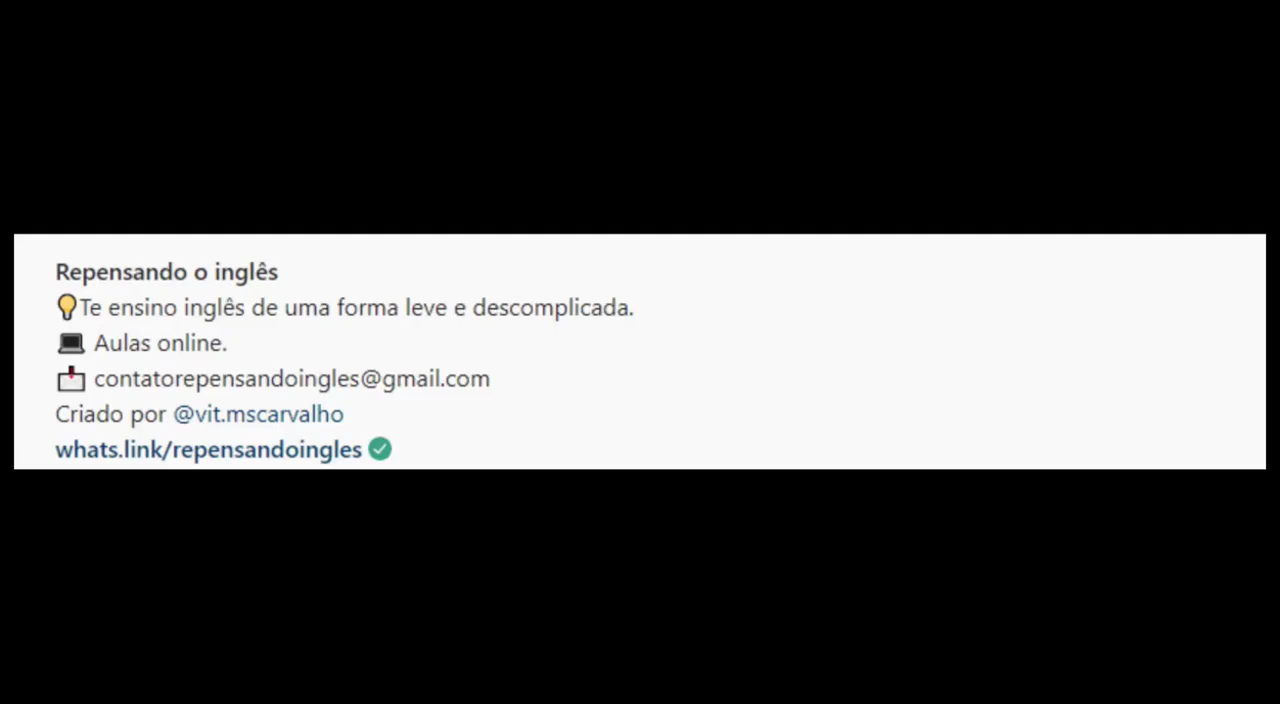 Repensando o inglês
💡Te ensino inglês de uma forma leve e descomplicada.
💻 Aulas online.
📩 contatorepensandoingles@gmail.com
Criado por @vit.mscarvalho
whats.link/repensandoingles